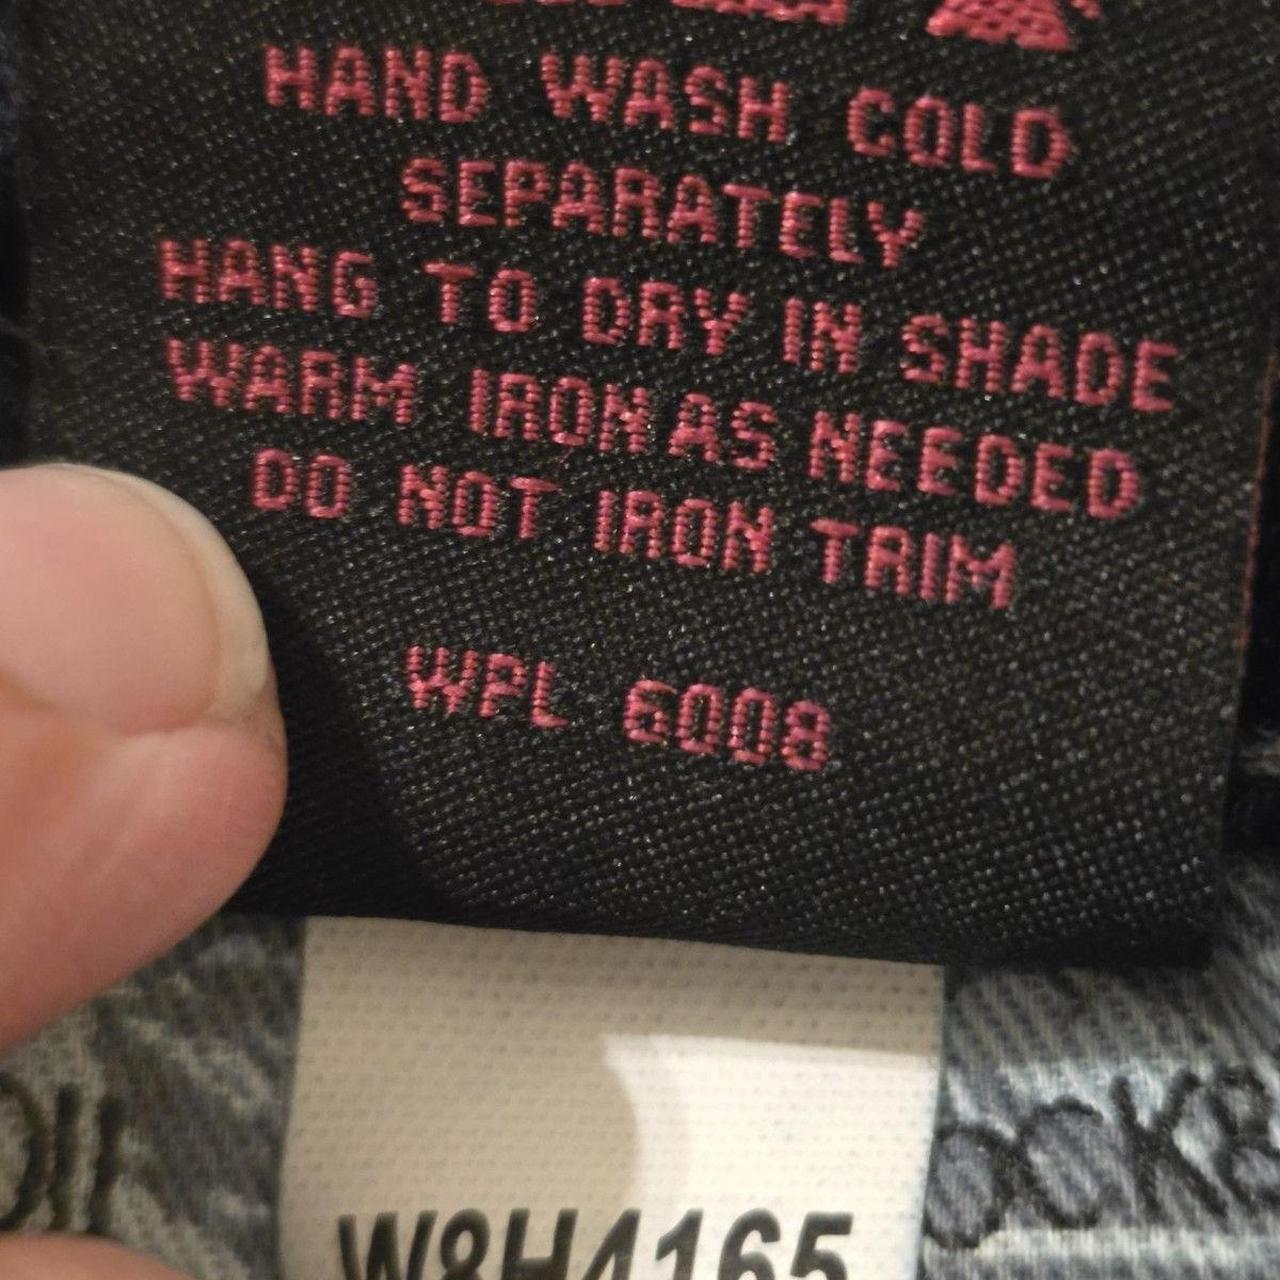 HAND WASH COLD
SEPARATELY
HANG TO DRY IN SHADE
WARM IRON AS NEEDED
DO NOT IRON TRIM
WPL 6008
W8H4165